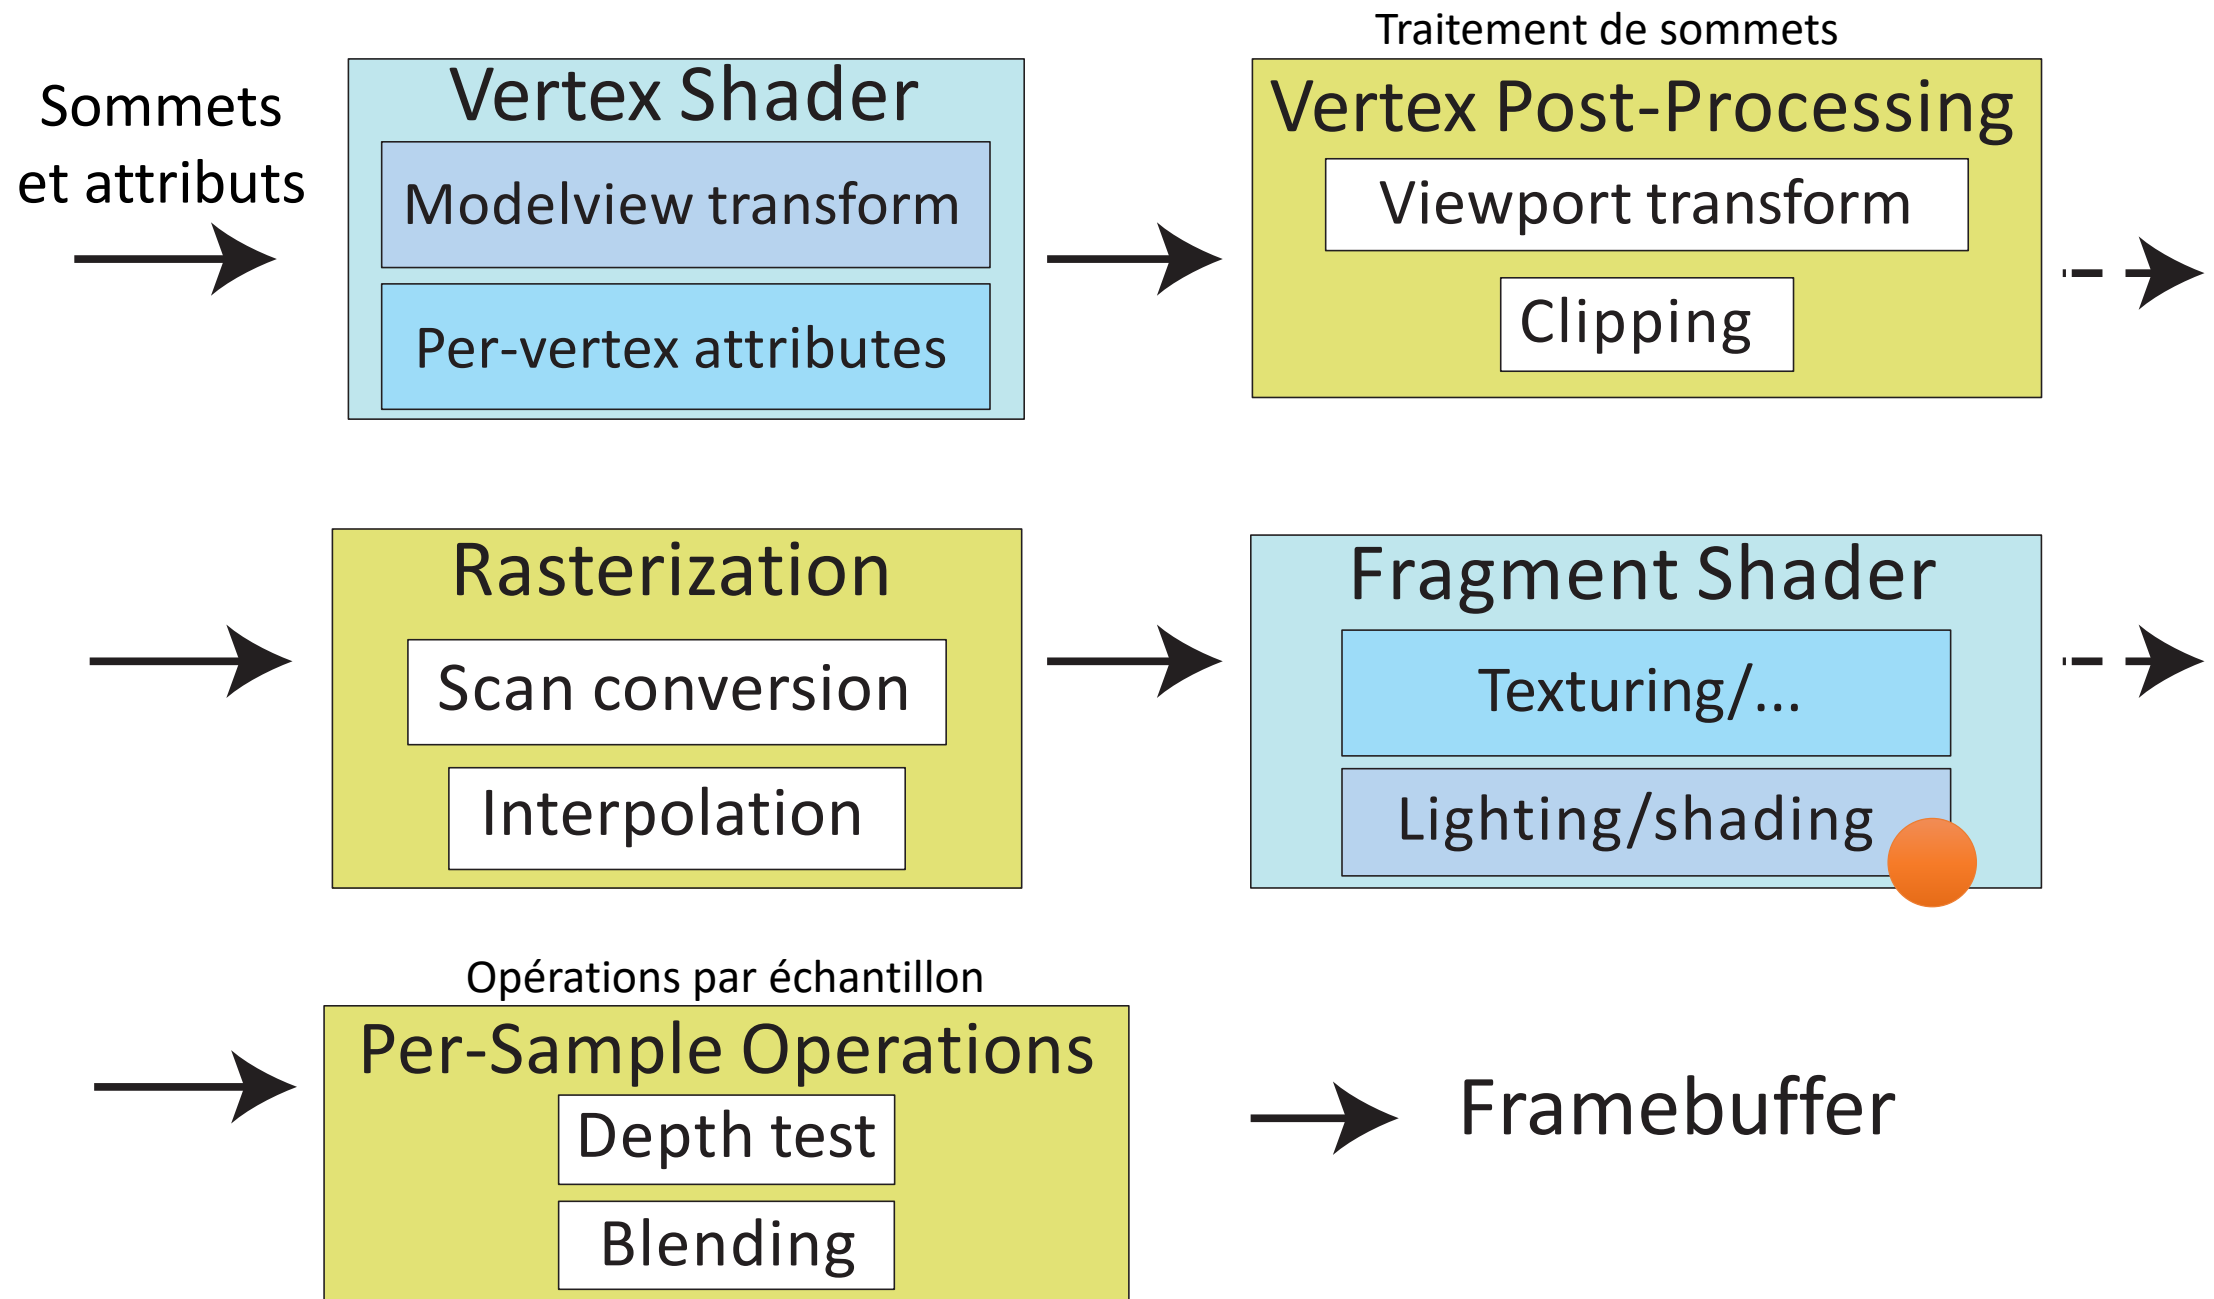 Sommets
et attributs
Vertex Shader
Modelview transform
Per-vertex attributes
Traitement de sommets
Vertex Post-Processing
Viewport transform
Clipping
Rasterization
Scan conversion
Interpolation
Fragment Shader
Texturing/...
Lighting/shading
Opérations par échantillon
Per-Sample Operations
Depth test
Blending
Framebuffer